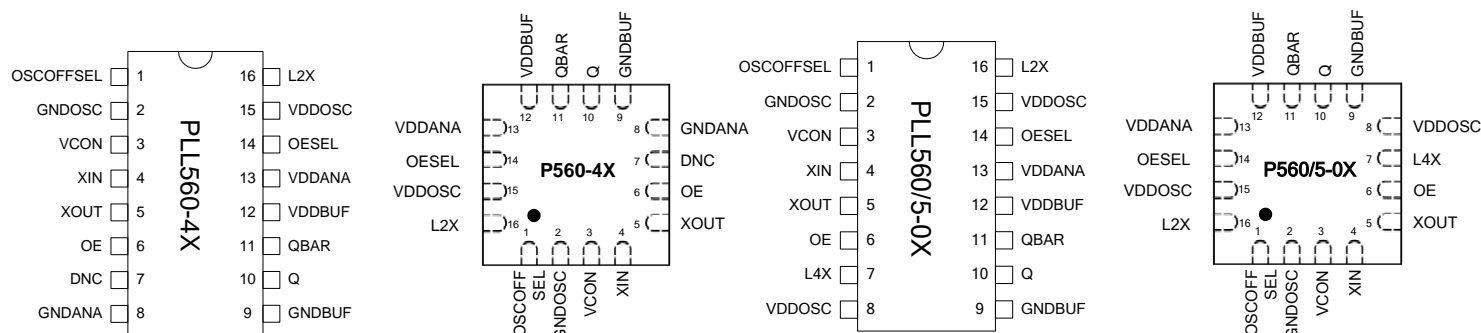 OSCOFFSEL 1 16 L2X
GNDOSC 2 15 VDDOSC
VCON 3 14 OESEL
XIN 4 13 VDDANA
XOUT 5 12 VDDBUF
OE 6 11 QBAR
DNC 7 10 Q
GNDANA 8 9 GNDBUF
PLL560-4X
VDDBUF QBAR Q GNDBUF
12 11 10 9
VDDANA 13 8 GNDANA
OESEL 14 7 DNC
P560-4X
VDDOSC 15 6 OE
L2X 16 5 XOUT
1 2 3 4
OSCOFF
SEL
GNDOSC
VCON
XIN
OSCOFFSEL 1 16 L2X
GNDOSC 2 15 VDDOSC
VCON 3 14 OESEL
XIN 4 13 VDDANA
XOUT 5 12 VDDBUF
OE 6 11 QBAR
L4X 7 10 Q
VDDOSC 8 9 GNDBUF
PLL560/5-0X
VDDBUF QBAR Q GNDBUF
12 11 10 9
VDDANA 13 8 VDDOSC
OESEL 14 7 L4X
P560/5-0X
VDDOSC 15 6 OE
L2X 16 5 XOUT
1 2 3 4
OSCOFF
SEL
GNDOSC
VCON
XIN